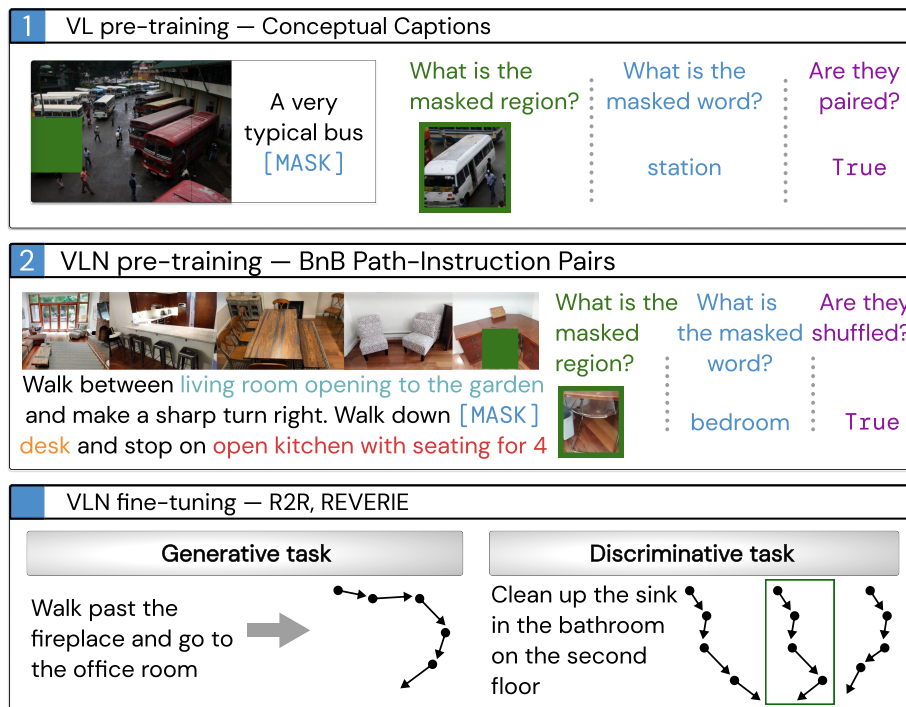 1 VL pre-training — Conceptual Captions
A very
typical bus
[MASK]
What is the
masked region?
What is the
masked word?
station
Are they
paired?
True
2 VLN pre-training — BnB Path-Instruction Pairs
Walk between living room opening to the garden
and make a sharp turn right. Walk down [MASK]
desk and stop on open kitchen with seating for 4
What is the
masked
region?
What is
the masked
word?
bedroom
Are they
shuffled?
True
VLN fine-tuning — R2R, REVERIE
Generative task
Walk past the
fireplace and go to
the office room
Discriminative task
Clean up the sink
in the bathroom
on the second
floor